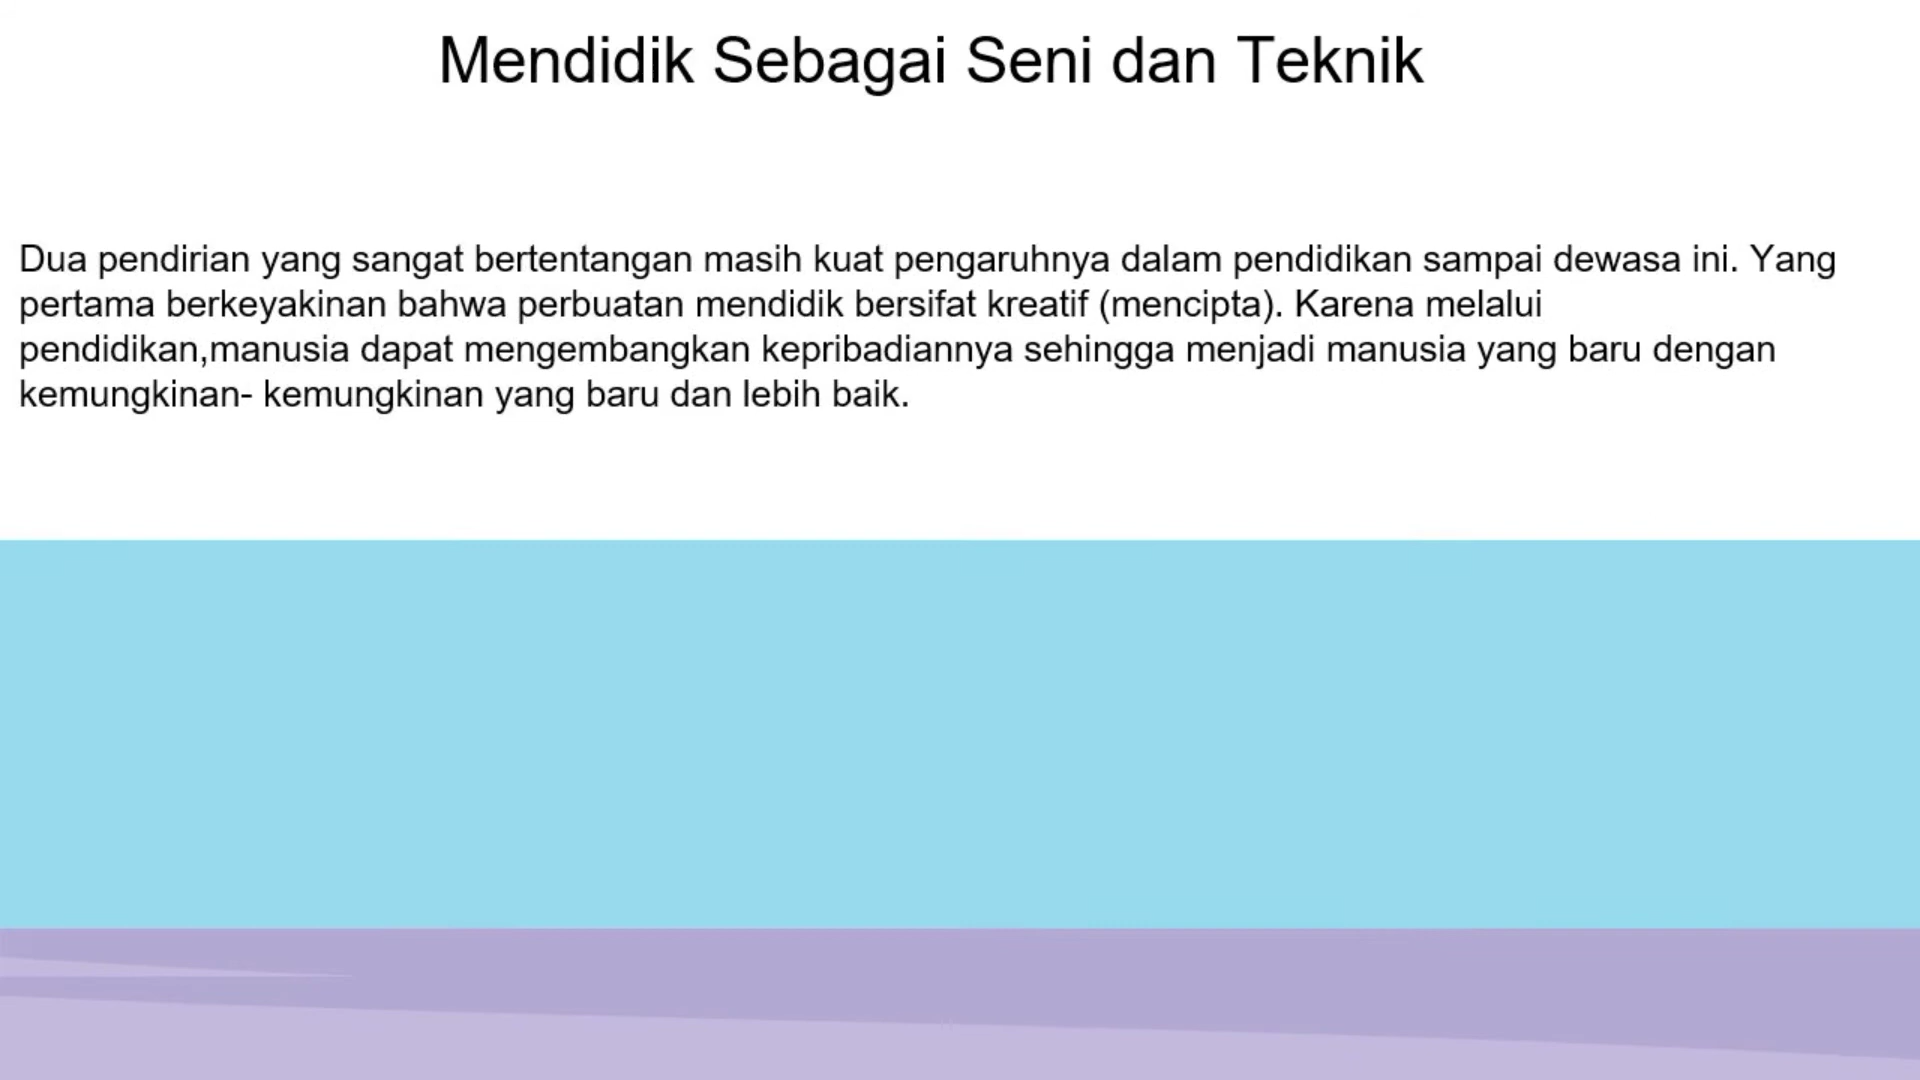 Mendidik Sebagai Seni dan Teknik
Dua pendirian yang sangat bertentangan masih kuat pengaruhnya dalam pendidikan sampai dewasa ini. Yang
pertama berkeyakinan bahwa perbuatan mendidik bersifat kreatif (mencipta). Karena melalui
pendidikan,manusia dapat mengembangkan kepribadiannya sehingga menjadi manusia yang baru dengan
kemungkinan- kemungkinan yang baru dan lebih baik.